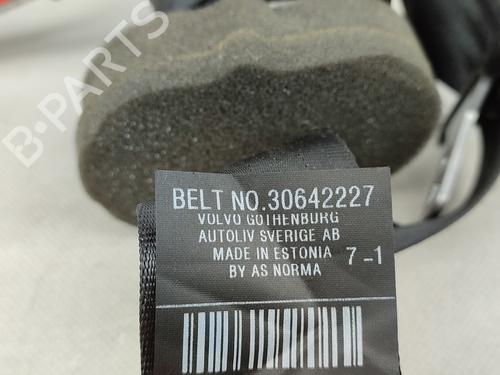 B-PARTS
BELT NO.30642227
VOLVO GOTHENBURG
AUTOLIV SVERIGE AB
MADE IN ESTONIA 7-1
BY AS NORMA